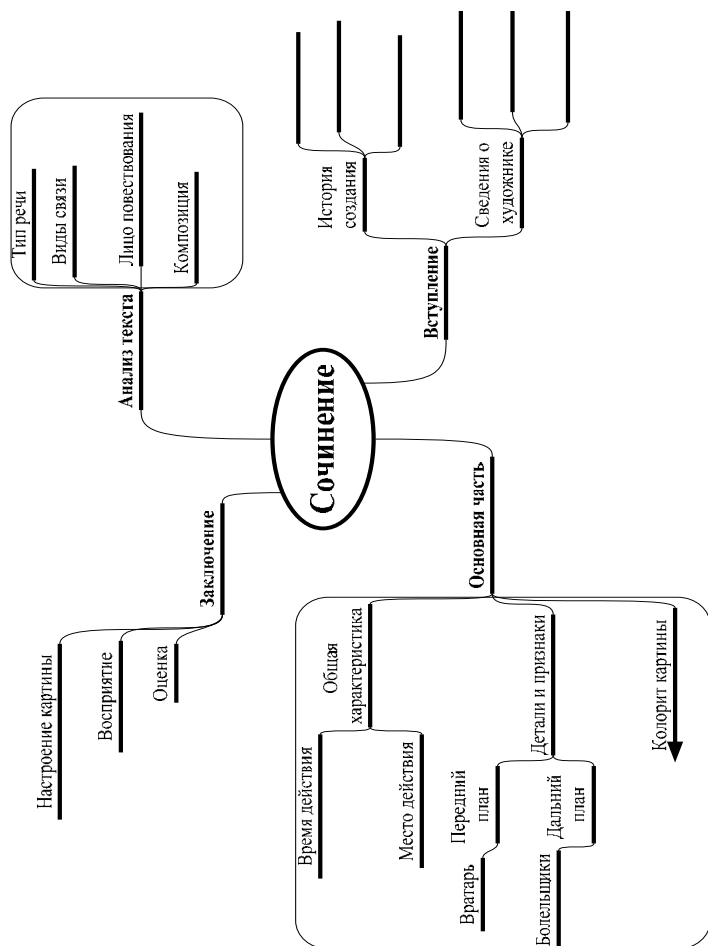 Сочинение
Вступление
История
создания
Сведения о
художнике
Основная часть
Общая
характеристика
Время действия
Место действия
Детали и признаки
Передний
план
Вратарь
Дальний
план
Болельщики
Колорит картины
Заключение
Настроение картины
Восприятие
Оценка
Анализ текста
Тип речи
Виды связи
Лицо повествования
Композиция